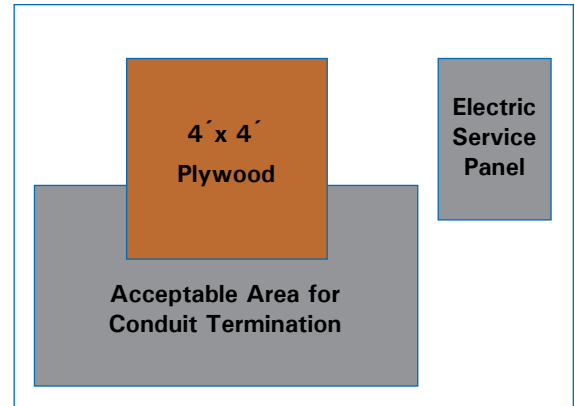 4´x 4´
Plywood
Electric
Service
Panel
Acceptable Area for
Conduit Termination